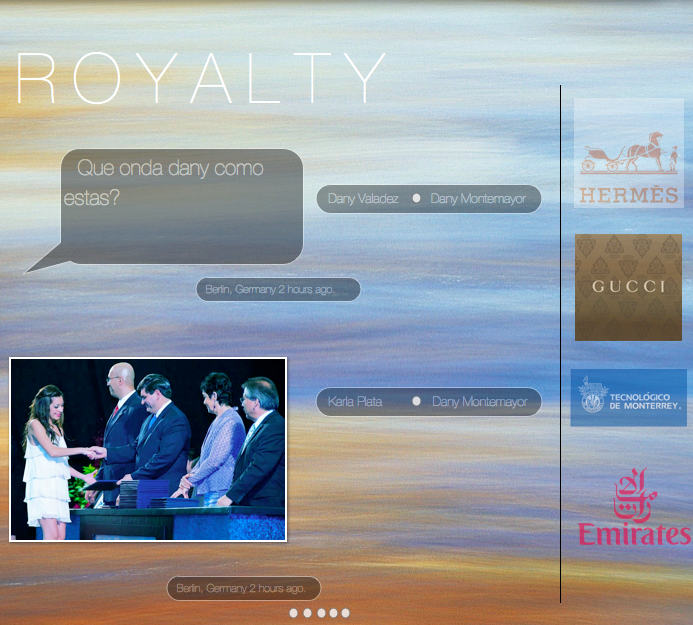 ROYALTY
Que onda dany como
estas?
Dany Valadez Dany Montemayor
Berlin, Germany 2 hours ago.
Karla Plata Dany Montemayor
Berlin, Germany 2 hours ago.
HERMÈS
GUCCI
TECNOLÓGICO
DE MONTERREY.
Emirates